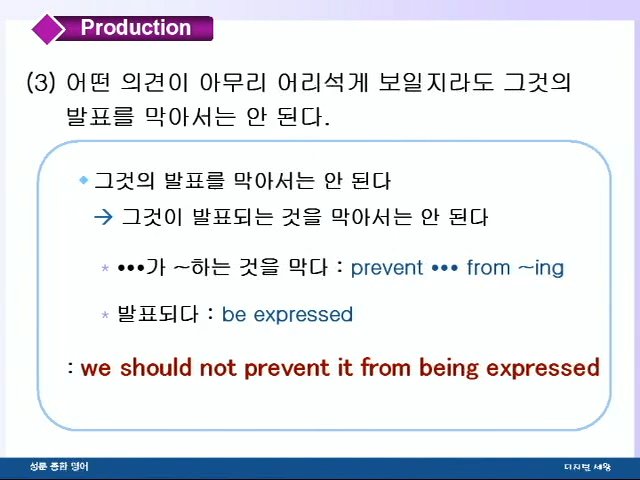 Production
(3) 어떤 의견이 아무리 어리석게 보일지라도 그것의
발표를 막아서는 안 된다.
◆ 그것의 발표를 막아서는 안 된다
→ 그것이 발표되는 것을 막아서는 안 된다
* •••가 ~하는 것을 막다 : prevent ••• from ~ing
* 발표되다 : be expressed
: we should not prevent it from being expressed
성문 종합 영어
디지털 세왕